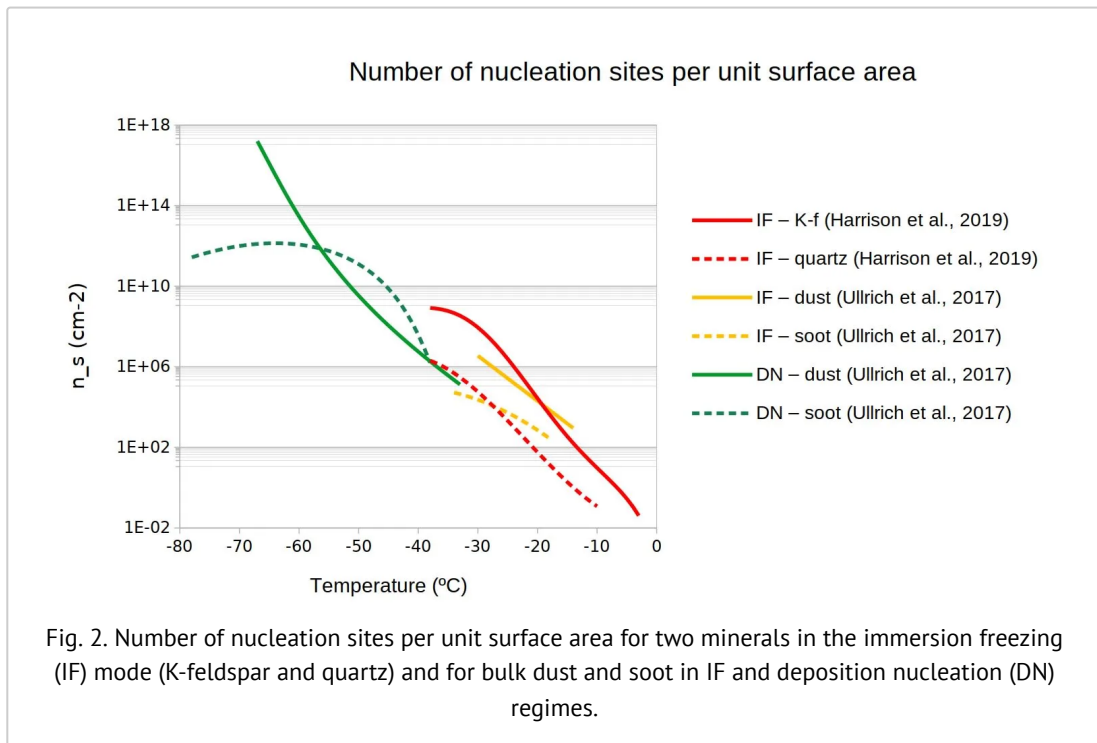 Number of nucleation sites per unit surface area
1E+18
1E+14
1E+10
1E+06
1E+02
1E-02
n_s (cm-2)
-80 -70 -60 -50 -40 -30 -20 -10 0
Temperature (ºC)
IF – K-f (Harrison et al., 2019)
IF – quartz (Harrison et al., 2019)
IF – dust (Ullrich et al., 2017)
IF – soot (Ullrich et al., 2017)
DN – dust (Ullrich et al., 2017)
DN – soot (Ullrich et al., 2017)
Fig. 2. Number of nucleation sites per unit surface area for two minerals in the immersion freezing
(IF) mode (K-feldspar and quartz) and for bulk dust and soot in IF and deposition nucleation (DN)
regimes.